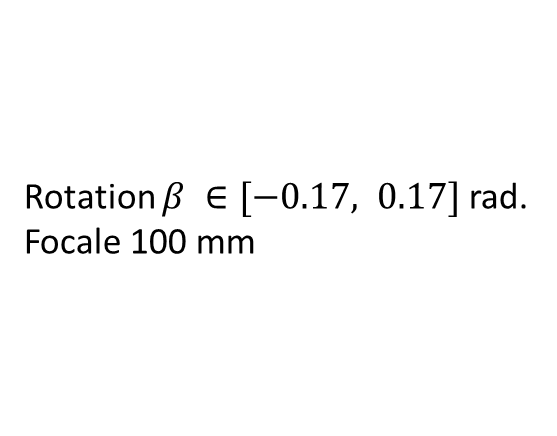 Rotation β ∈ [−0.17, 0.17] rad.
Focale 100 mm